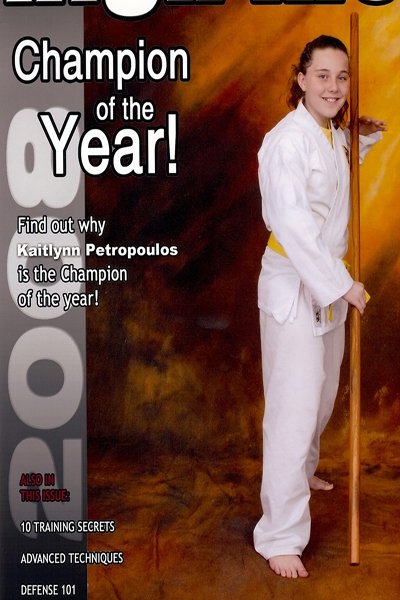 Champion
of the
Year!
2008
Find out why
Kaitlynn Petropoulos
is the Champion
of the year!
ALSO IN
THIS ISSUE:
10 TRAINING SECRETS
ADVANCED TECHNIQUES
DEFENSE 101